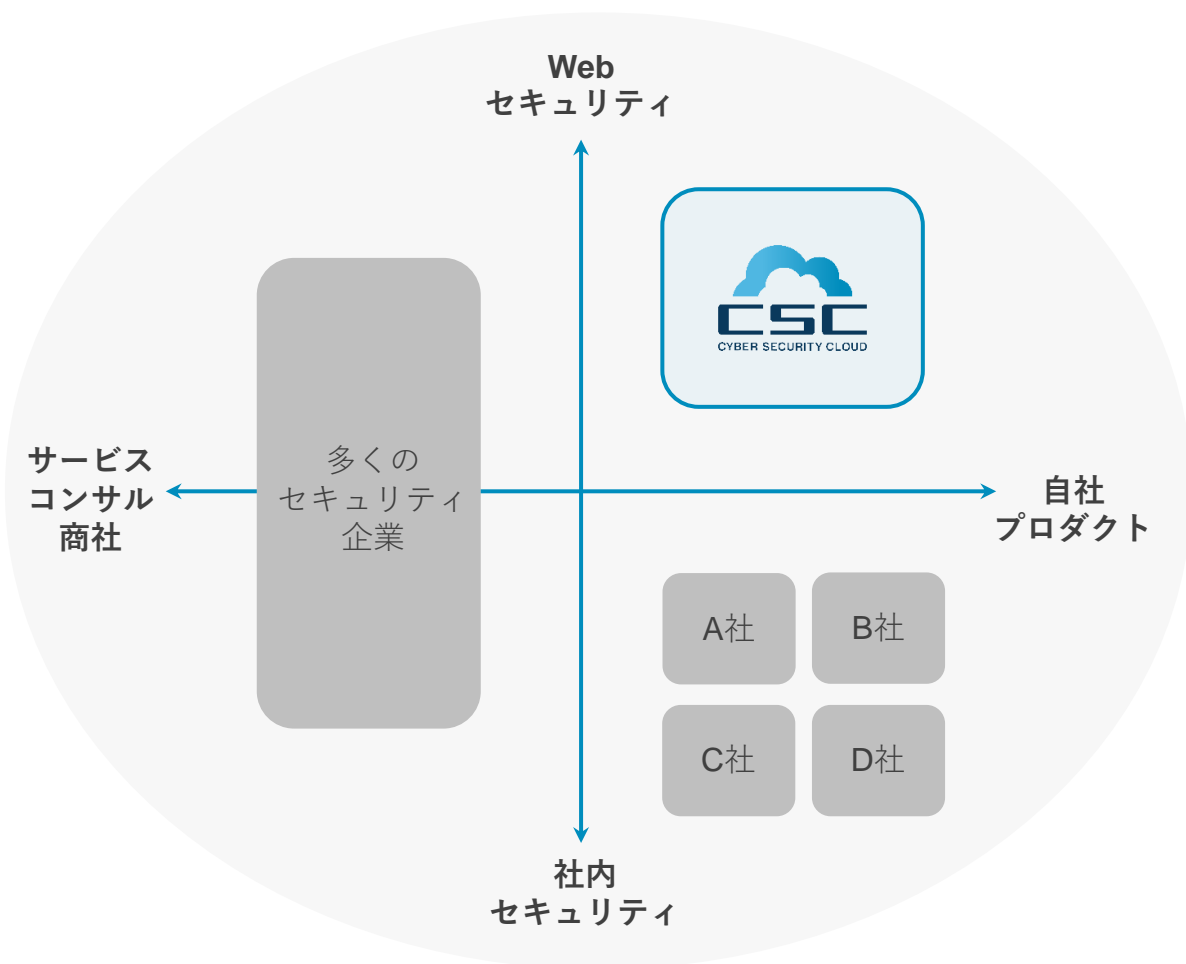 Web
セキュリティ
CSC
CYBER SECURITY CLOUD
サービス
コンサル
商社
多くの
セキュリティ
企業
自社
プロダクト
A社
B社
C社
D社
社内
セキュリティ